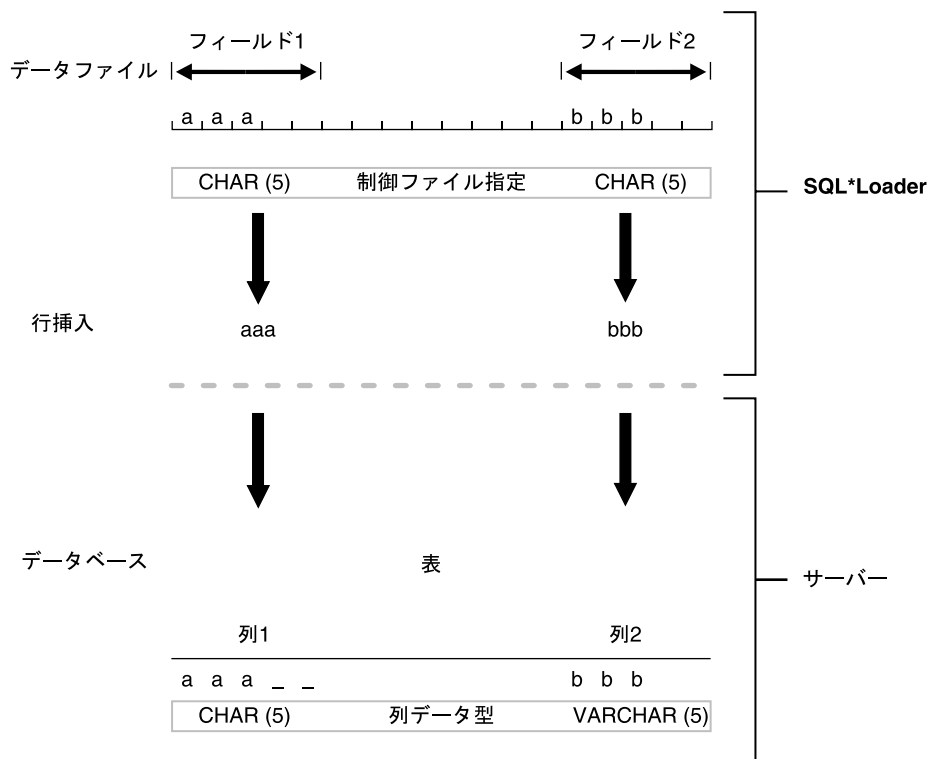 フィールド1 フィールド2
データファイル
a a a b b b
CHAR (5) 制御ファイル指定 CHAR (5)
SQL*Loader
行挿入 aaa bbb
データベース 表
サーバー
列1 列2
a a a _ _ b b b
CHAR (5) 列データ型 VARCHAR (5)